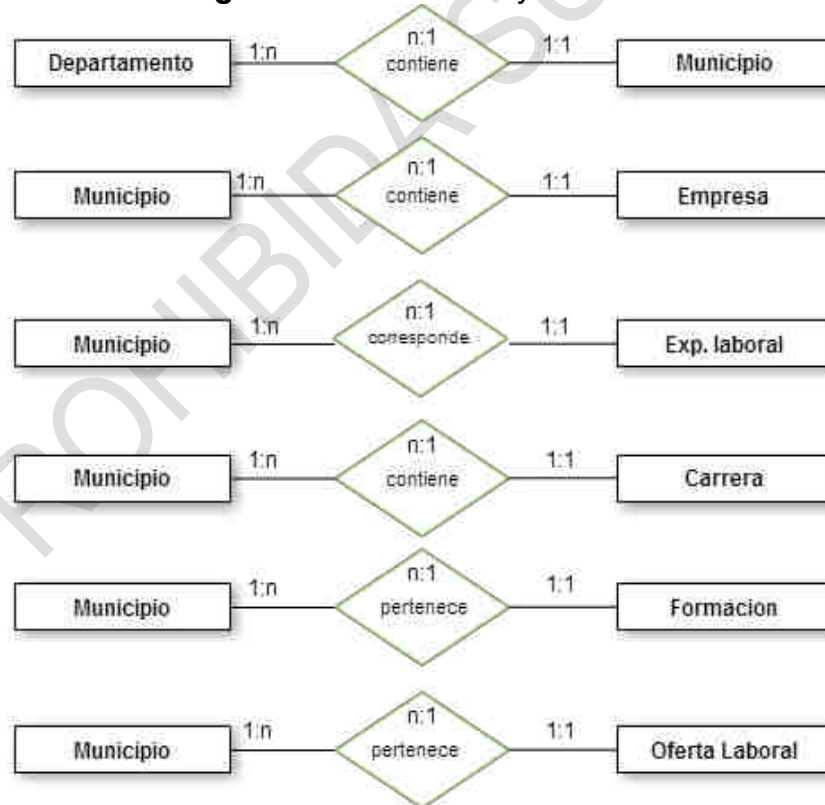 n:1
Departamento 1:n contiene 1:1 Municipio
n:1
Municipio 1:n contiene 1:1 Empresa
n:1
Municipio 1:n corresponde 1:1 Exp. laboral
n:1
Municipio 1:n contiene 1:1 Carrera
n:1
Municipio 1:n pertenece 1:1 Formacion
n:1
Municipio 1:n pertenece 1:1 Oferta Laboral
PROHIBIDA